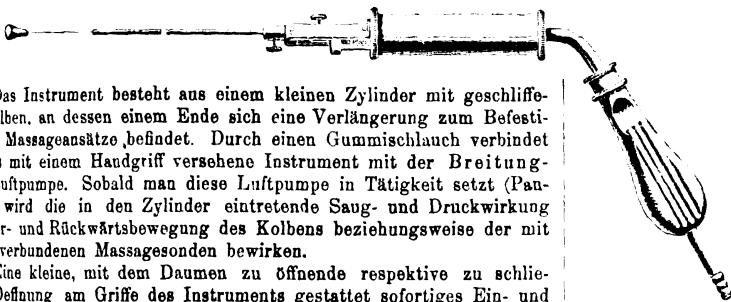 Das Instrument besteht aus einem kleinen Zylinder mit geschliffe-
lben, an dessen einem Ende sich eine Verlängerung zum Befesti-
Massageansätze befindet. Durch einen Gummischlauch verbindet
s mit einem Handgriff versehene Instrument mit der Breitung-
uftpumpe. Sobald man diese Luftpumpe in Tätigkeit setzt (Pan-
wird die in den Zylinder eintretende Saug- und Druckwirkung
r- und Rückwärtsbewegung des Kolbens beziehungsweise der mit
verbundenen Massagesonden bewirken.
Eine kleine, mit dem Daumen zu öffnende respektive zu schlie-
Oeffnung am Griffe des Instruments gestattet sofortiges Ein- und